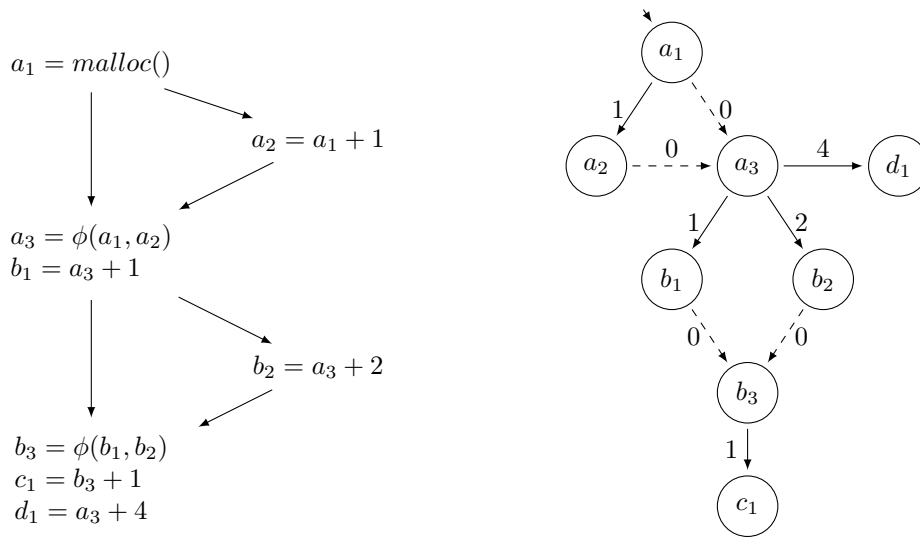 a₁ = malloc()
a₂ = a₁ + 1
a₃ = ϕ(a₁, a₂)
b₁ = a₃ + 1
b₂ = a₃ + 2
b₃ = ϕ(b₁, b₂)
c₁ = b₃ + 1
d₁ = a₃ + 4
a₁
1 0
a₂ 0 a₃ 4 d₁
1 2
b₁ b₂
0 0
b₃
1
c₁